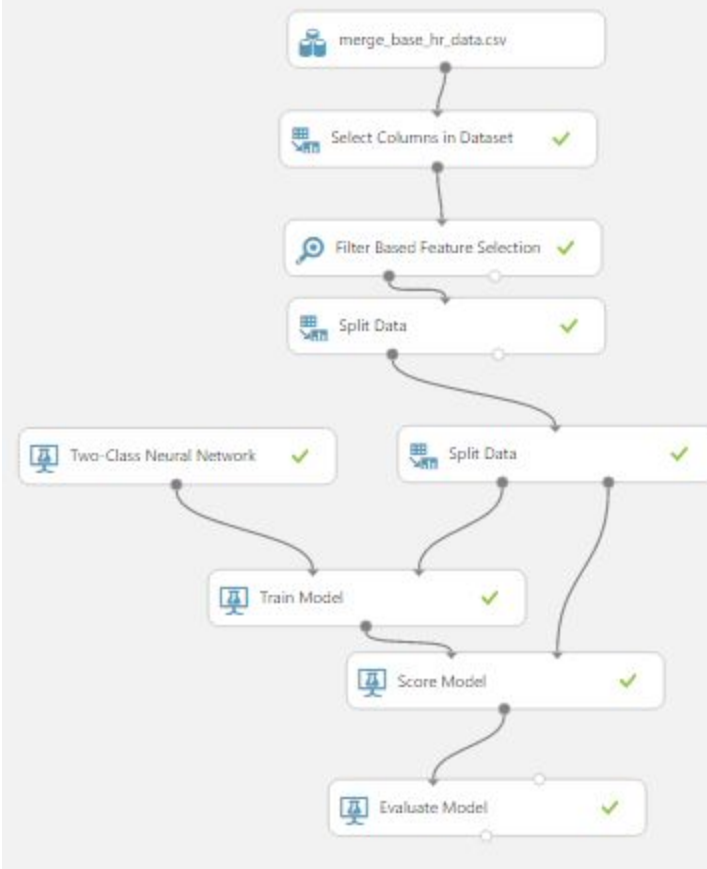 merge_base_hr_data.csv
Select Columns in Dataset
Filter Based Feature Selection
Split Data
Two-Class Neural Network
Split Data
Train Model
Score Model
Evaluate Model